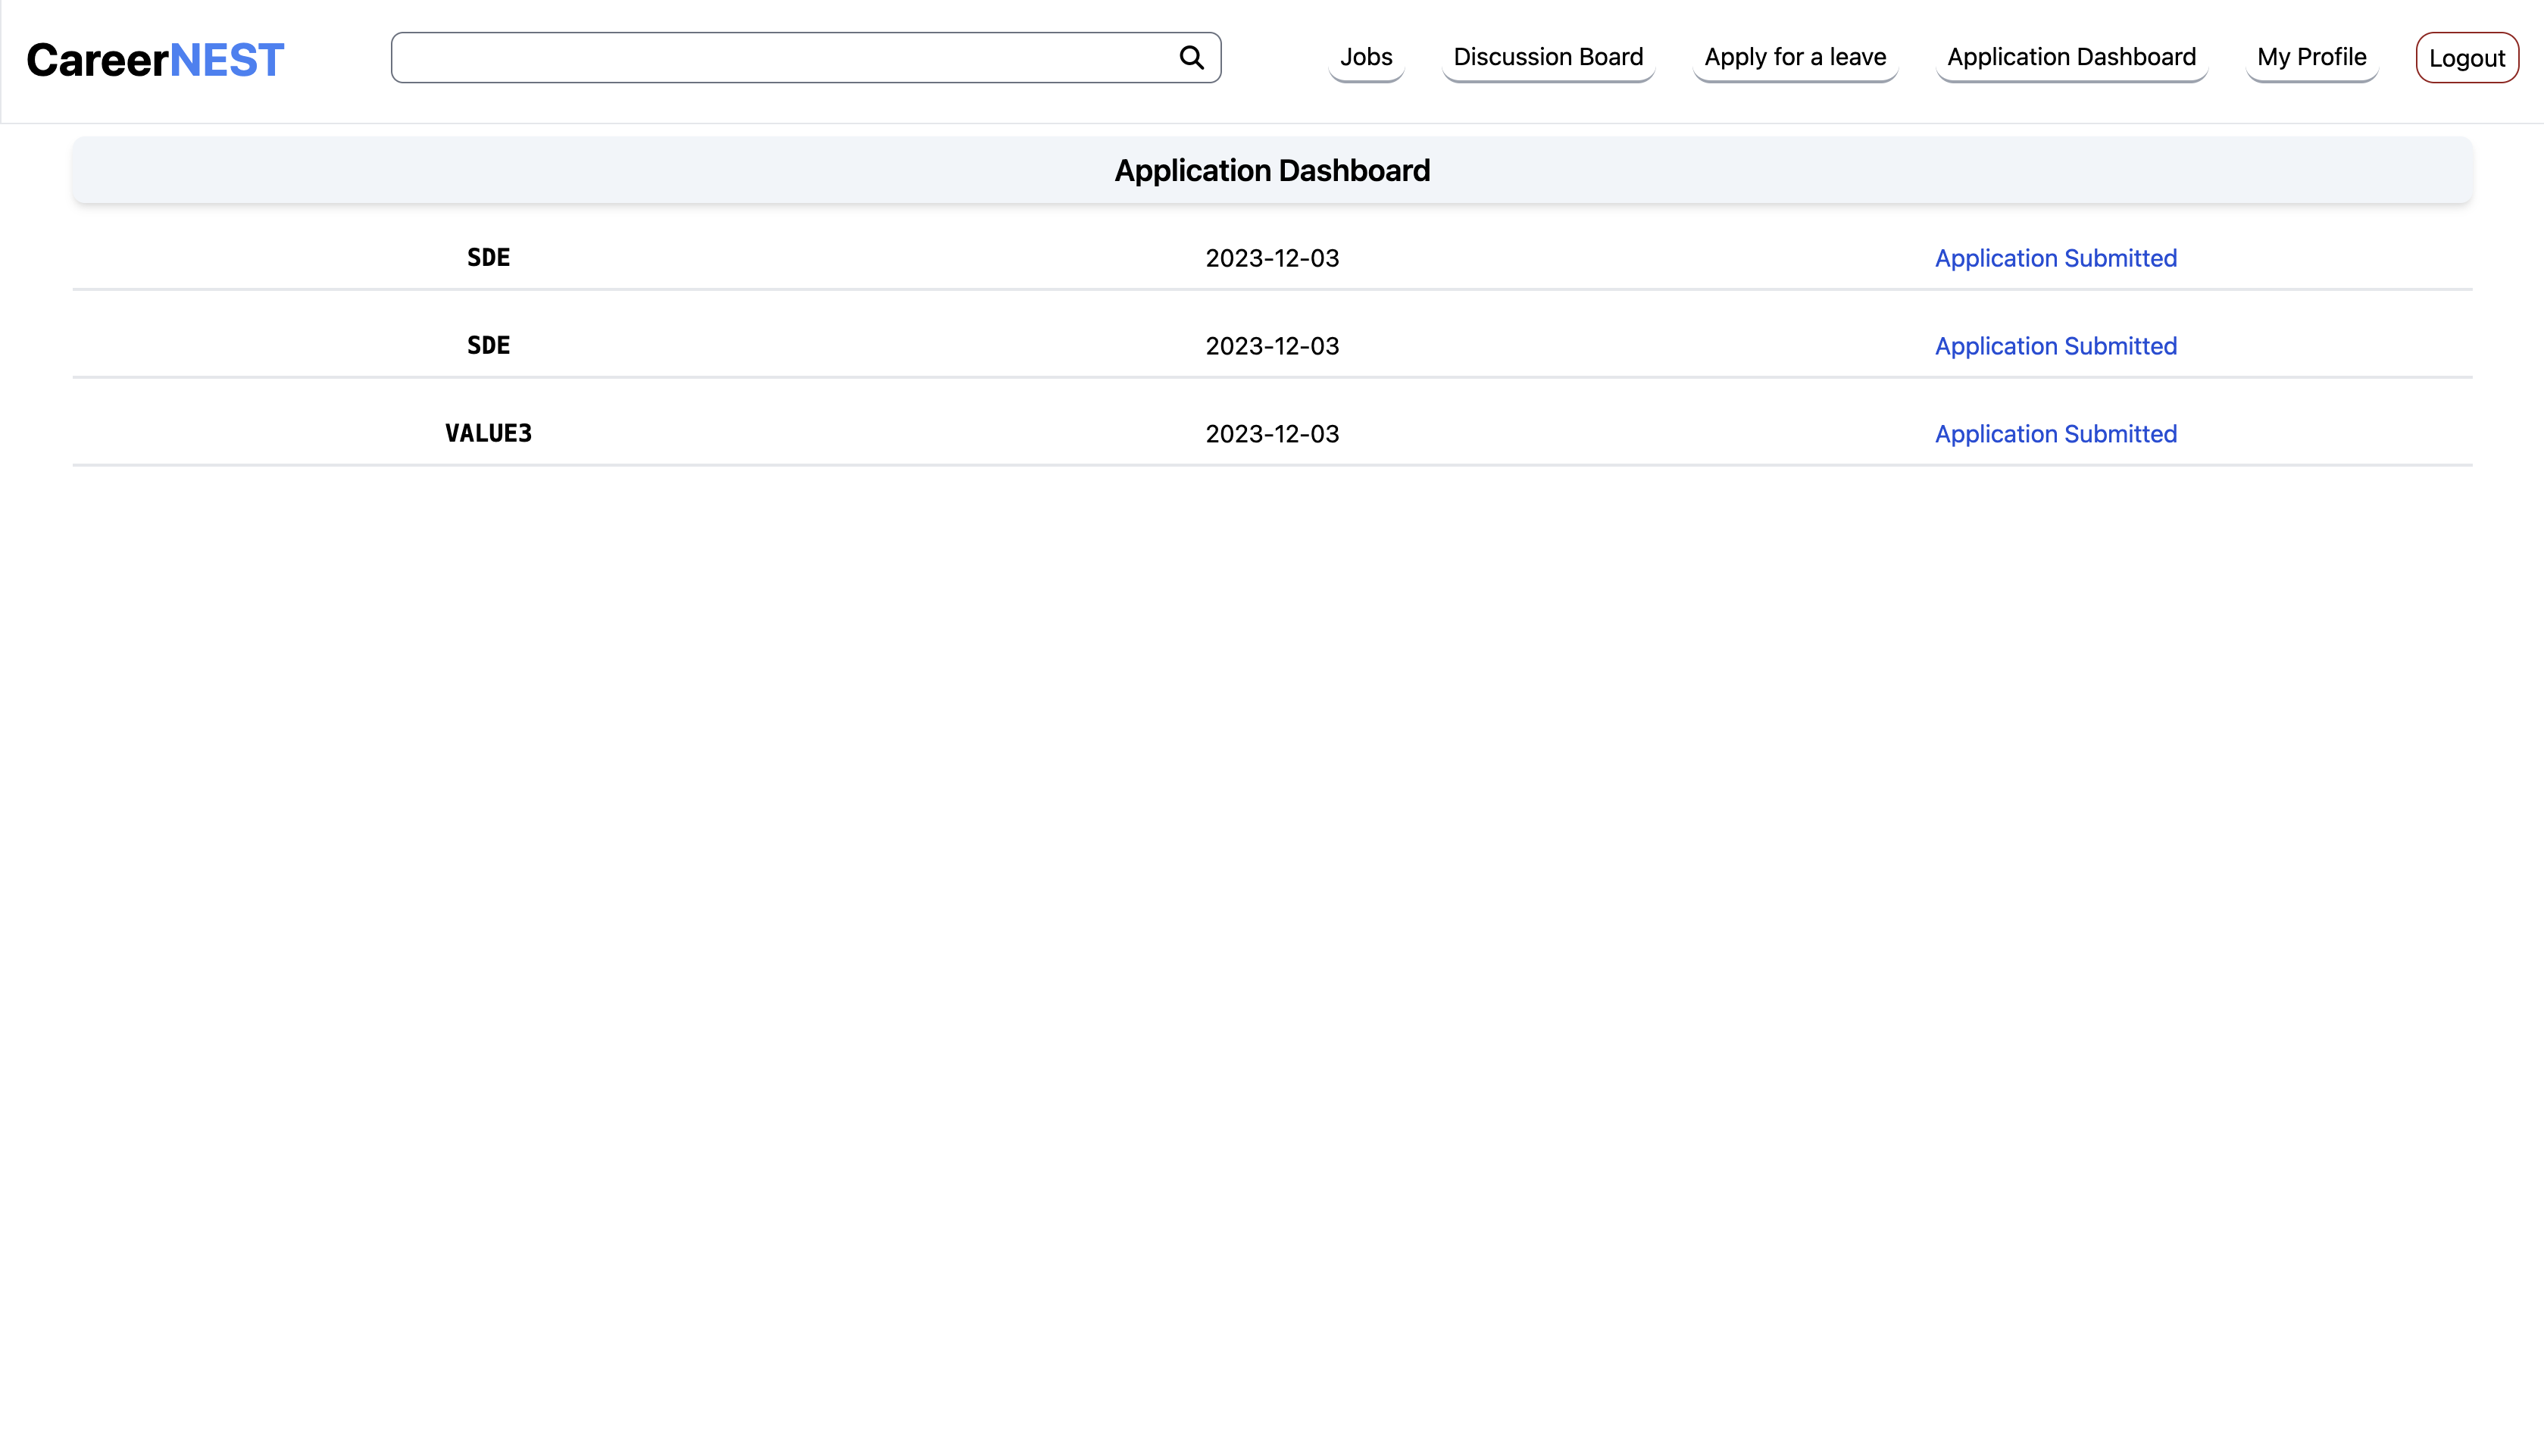 CareerNEST Jobs Discussion Board Apply for a leave Application Dashboard My Profile Logout
Application Dashboard
SDE 2023-12-03 Application Submitted
SDE 2023-12-03 Application Submitted
VALUE3 2023-12-03 Application Submitted